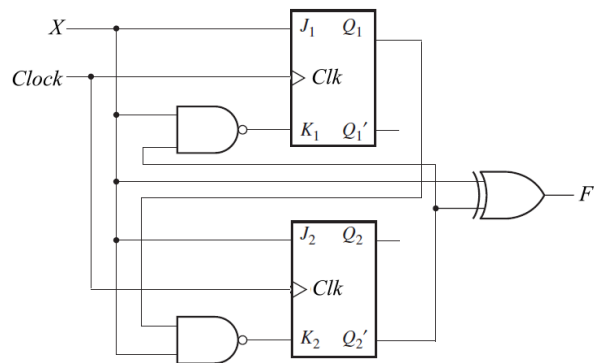 X
J₁ Q₁
Clock
Clk
K₁ Q₁′
F
J₂ Q₂
Clk
K₂ Q₂′